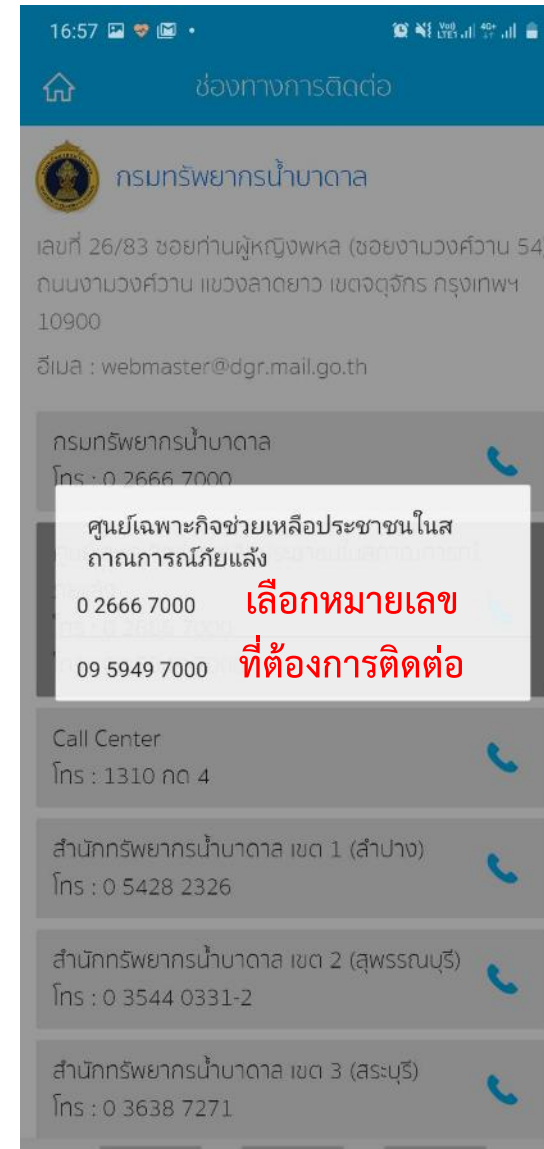 16:57
ช่องทางการติดต่อ
กรมทรัพยากรน้ำบาดาล
เลขที่ 26/83 ซอยท่านผู้หญิงพหล (ซอยงามวงศ์วาน 54)
ถนนงามวงศ์วาน แขวงลาดยาว เขตจตุจักร กรุงเทพฯ
10900
อีเมล : webmaster@dgr.mail.go.th
กรมทรัพยากรน้ำบาดาล
โทร : 0 2666 7000
ศูนย์เฉพาะกิจช่วยเหลือประชาชนในส
ถาณการณ์ภัยแล้ง
0 2666 7000 เลือกหมายเลข
09 5949 7000 ที่ต้องการติดต่อ
Call Center
โทร : 1310 กด 4
สำนักทรัพยากรน้ำบาดาล เขต 1 (ลำปาง)
โทร : 0 5428 2326
สำนักทรัพยากรน้ำบาดาล เขต 2 (สุพรรณบุรี)
โทร : 0 3544 0331-2
สำนักทรัพยากรน้ำบาดาล เขต 3 (สระบุรี)
โทร : 0 3638 7271